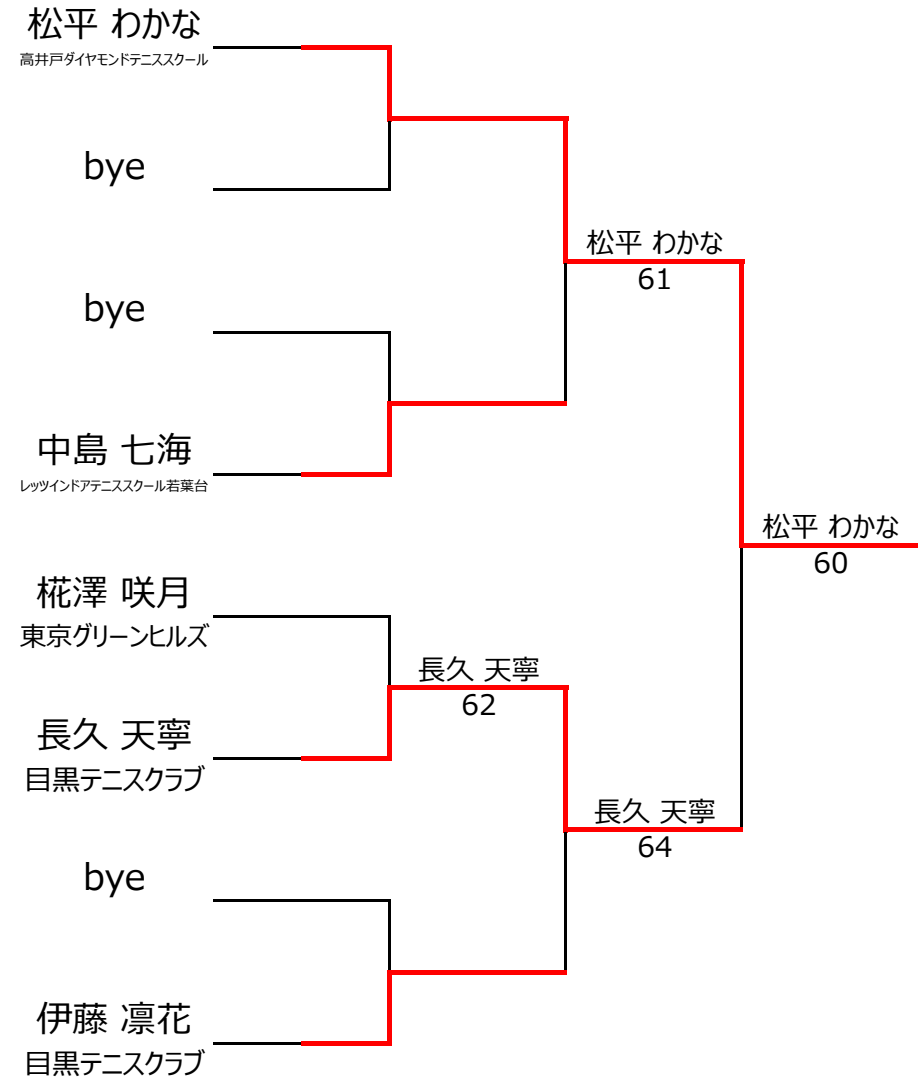 松平 わかな
高井戸ダイヤモンドテニススクール
bye
bye
中島 七海
レッツインドアテニススクール若葉台
椛澤 咲月
東京グリーンヒルズ
長久 天寧
目黒テニスクラブ
bye
伊藤 凛花
目黒テニスクラブ
長久 天寧
62
松平 わかな
61
長久 天寧
64
松平 わかな
60